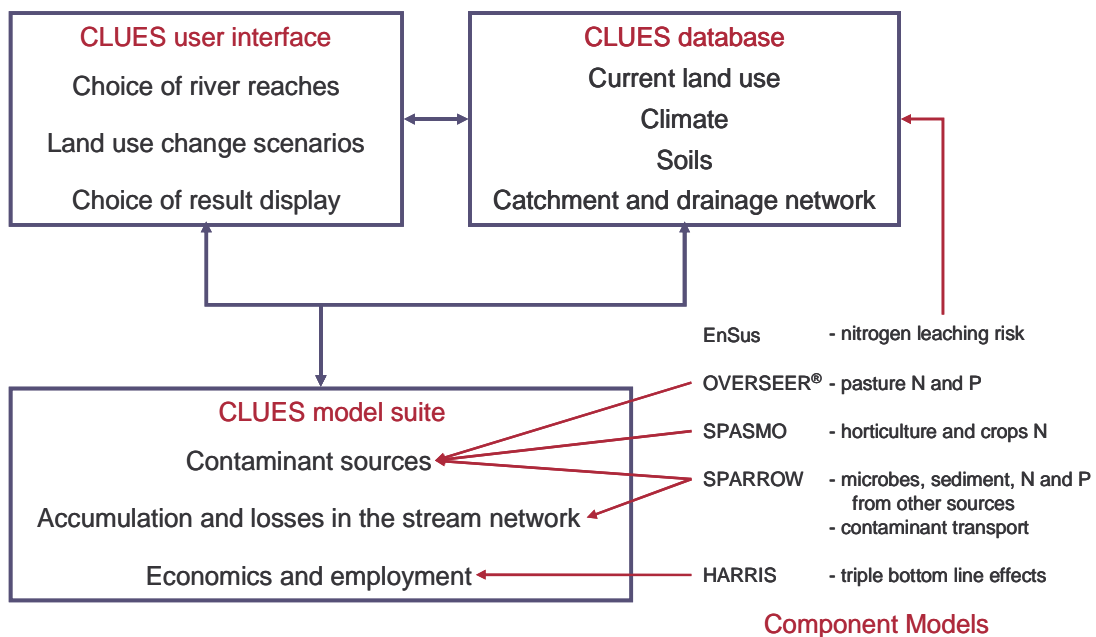 CLUES user interface
Choice of river reaches
Land use change scenarios
Choice of result display
CLUES database
Current land use
Climate
Soils
Catchment and drainage network
CLUES model suite
Contaminant sources
Accumulation and losses in the stream network
Economics and employment
EnSus - nitrogen leaching risk
OVERSEER® - pasture N and P
SPASMO - horticulture and crops N
SPARROW - microbes, sediment, N and P
from other sources
- contaminant transport
HARRIS - triple bottom line effects
Component Models